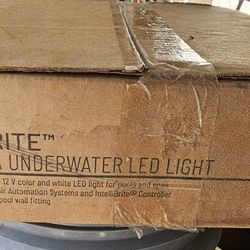 RITE™
UNDERWATER LED LIGHT
12 V color and white LED light for pools and spas
Automation Systems and IntelliBrite® Controller
pool wall fitting